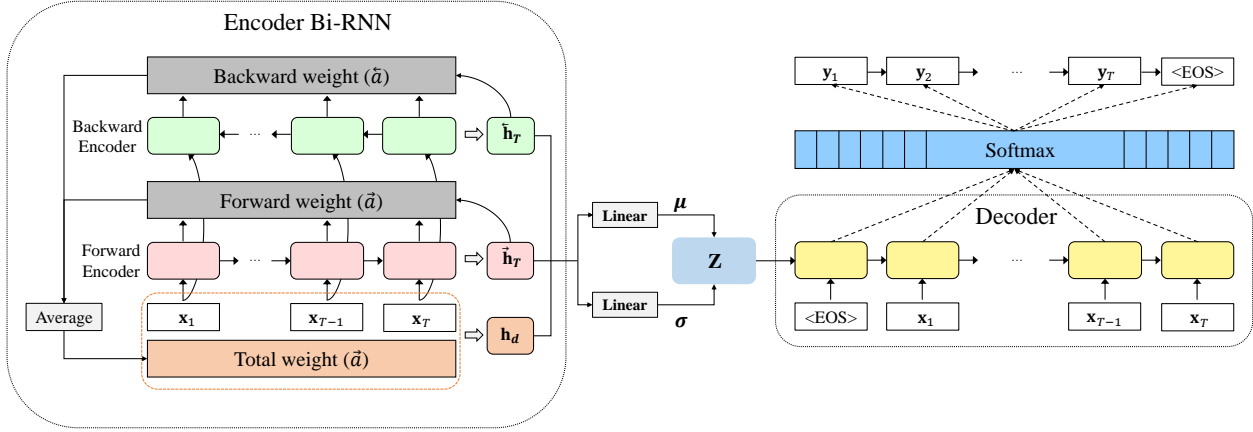 Encoder Bi-RNN
Backward weight (a⃖)
Backward
Encoder
...
h⃖_T
Forward weight (a⃗)
Forward
Encoder
...
h⃗_T
x_1
x_{T−1}
x_T
Average
Total weight (a⃗)
h_d
Linear
μ
Linear
σ
Z
y_1
y_2
...
y_T
<EOS>
Softmax
Decoder
...
<EOS>
x_1
x_{T−1}
x_T